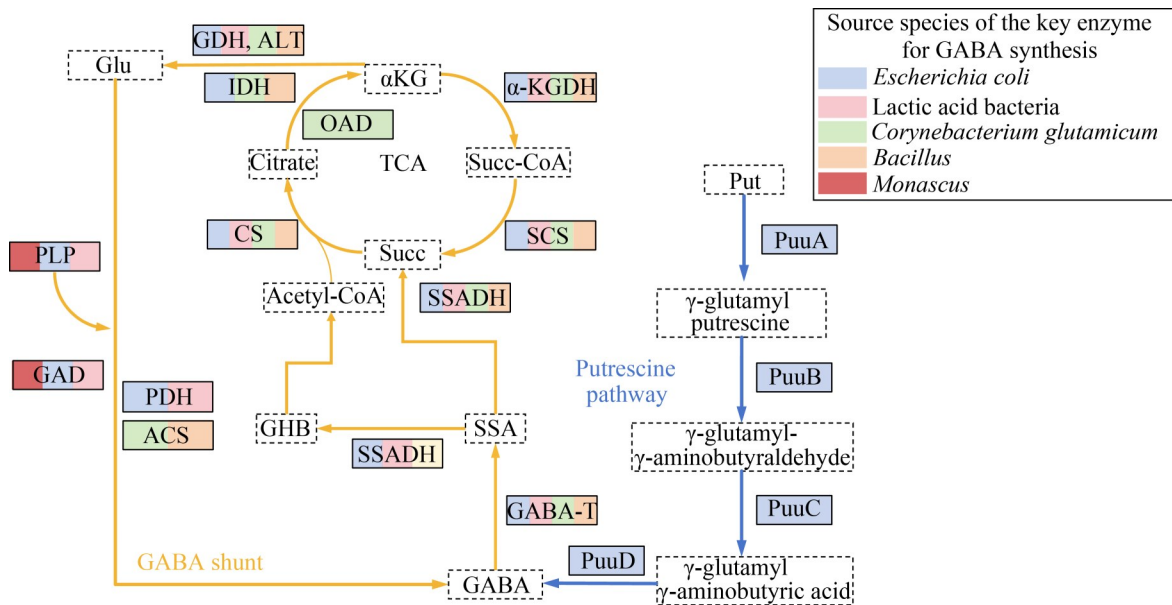 Source species of the key enzyme
for GABA synthesis
Escherichia coli
Lactic acid bacteria
Corynebacterium glutamicum
Bacillus
Monascus
GDH, ALT
Glu
αKG
IDH
α-KGDH
OAD
Citrate
TCA
Succ-CoA
Put
CS
SCS
PuuA
PLP
Succ
Acetyl-CoA
SSADH
γ-glutamyl
putrescine
GAD
PDH
Putrescine
pathway
PuuB
ACS
GHB
SSA
γ-glutamyl-
γ-aminobutyraldehyde
SSADH
GABA-T
PuuC
GABA shunt
PuuD
GABA
γ-glutamyl
γ-aminobutyric acid